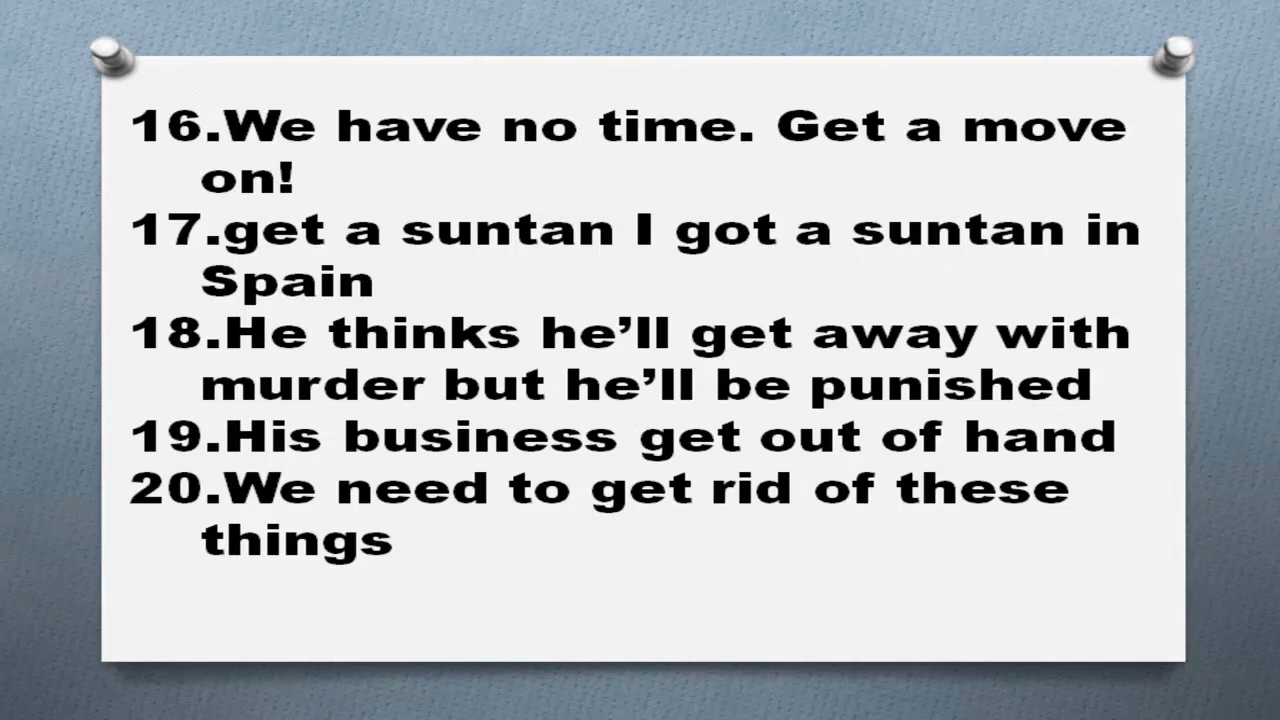 16.We have no time. Get a move
on!
17.get a suntan I got a suntan in
Spain
18.He thinks he’ll get away with
murder but he’ll be punished
19.His business get out of hand
20.We need to get rid of these
things